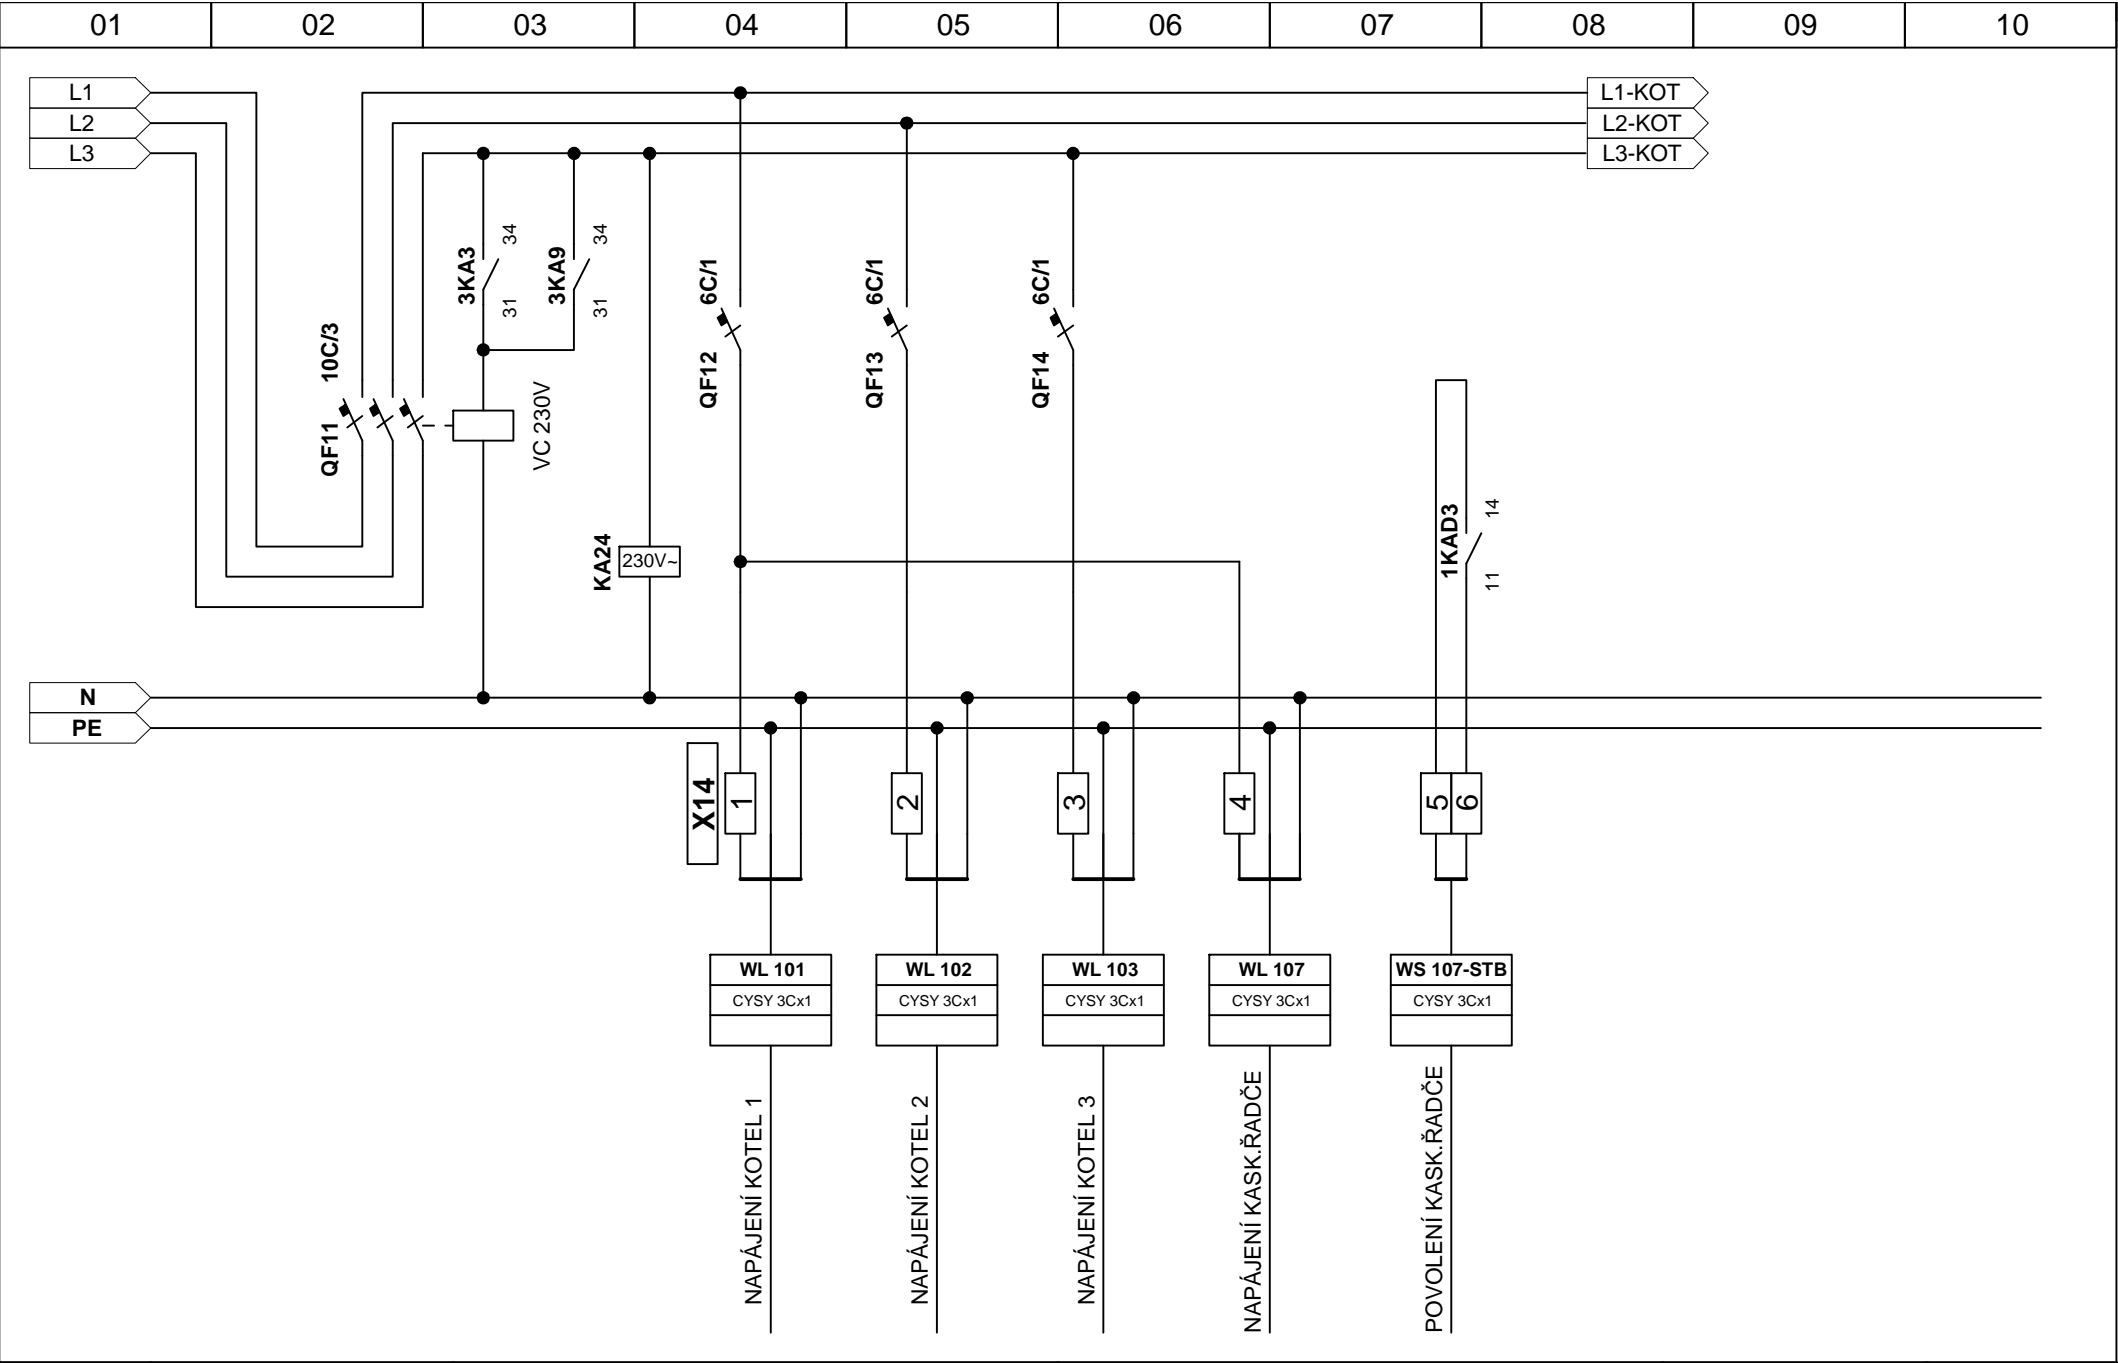 01 02 03 04 05 06 07 08 09 10
L1
L2
L3
L1-KOT
L2-KOT
L3-KOT
QF11 10C/3
3KA3
34
31
3KA9
34
31
VC 230V
KA24
230V~
QF12 6C/1
QF13 6C/1
QF14 6C/1
1KAD3
14
11
N
PE
X14
1
2
3
4
5
6
WL 101
CYSY 3Cx1
WL 102
CYSY 3Cx1
WL 103
CYSY 3Cx1
WL 107
CYSY 3Cx1
WS 107-STB
CYSY 3Cx1
NAPÁJENÍ KOTEL 1
NAPÁJENÍ KOTEL 2
NAPÁJENÍ KOTEL 3
NAPÁJENÍ KASK.ŘADČE
POVOLENÍ KASK.ŘADČE